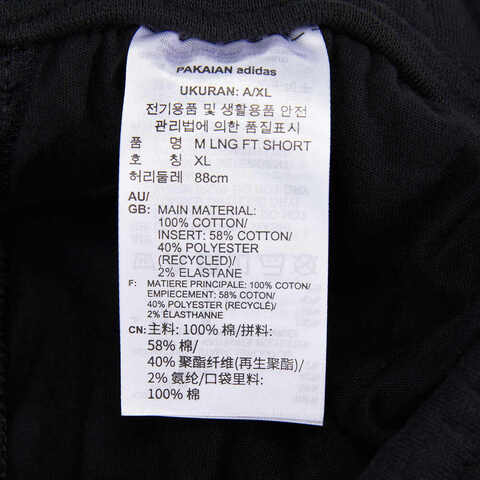 PAKAIAN adidas
UKURAN: A/XL
전기용품 및 생활용품 안전
관리법에 의한 품질표시
품 명 M LNG FT SHORT
호 칭 XL
허리둘레 88cm
AU/
GB: MAIN MATERIAL:
100% COTTON/
INSERT: 58% COTTON/
40% POLYESTER
(RECYCLED)/
2% ELASTANE
F: MATIERE PRINCIPALE: 100% COTON/
EMPIECEMENT: 58% COTON/
40% POLYESTER (RECYCLÉ)/
2% ÉLASTHANNE
CN: 主料: 100% 棉/拼料:
58% 棉/
40% 聚酯纤维(再生聚酯)/
2% 氨纶/口袋里料:
100% 棉